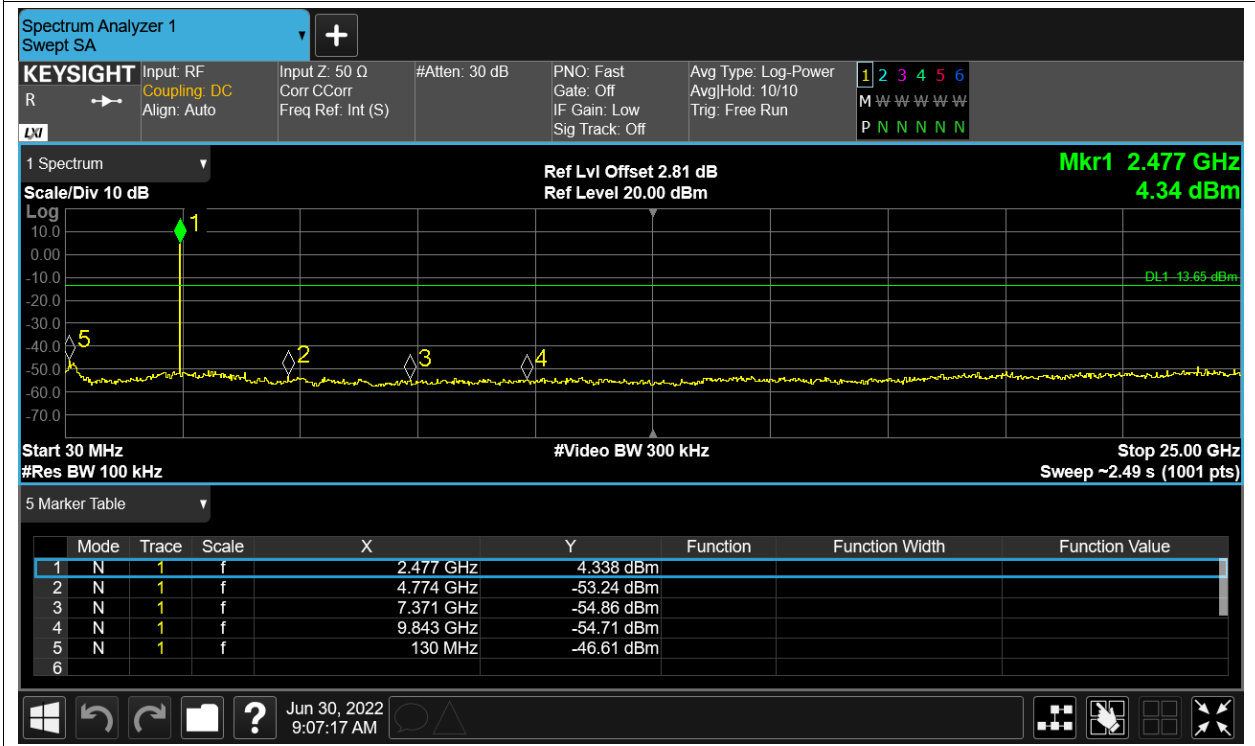 Spectrum Analyzer 1
Swept SA
+
KEYSIGHT
R
LXI
Input: RF
Coupling: DC
Align: Auto
Input Z: 50 Ω
Corr CCorr
Freq Ref: Int (S)
#Atten: 30 dB
PNO: Fast
Gate: Off
IF Gain: Low
Sig Track: Off
Avg Type: Log-Power
Avg|Hold: 10/10
Trig: Free Run
1 2 3 4 5 6
M W W W W W
P N N N N N
1 Spectrum
Scale/Div 10 dB
Ref Lvl Offset 2.81 dB
Ref Level 20.00 dBm
Mkr1 2.477 GHz
4.34 dBm
Log
10.0
0.00
-10.0
-20.0
-30.0
-40.0
-50.0
-60.0
-70.0
1
DL1 -13.65 dBm
5
2
3
4
Start 30 MHz
#Video BW 300 kHz
Stop 25.00 GHz
#Res BW 100 kHz
Sweep ~2.49 s (1001 pts)
5 Marker Table
Mode Trace Scale X Y Function Function Width Function Value
1 N 1 f 2.477 GHz 4.338 dBm
2 N 1 f 4.774 GHz -53.24 dBm
3 N 1 f 7.371 GHz -54.86 dBm
4 N 1 f 9.843 GHz -54.71 dBm
5 N 1 f 130 MHz -46.61 dBm
6
?
Jun 30, 2022
9:07:17 AM